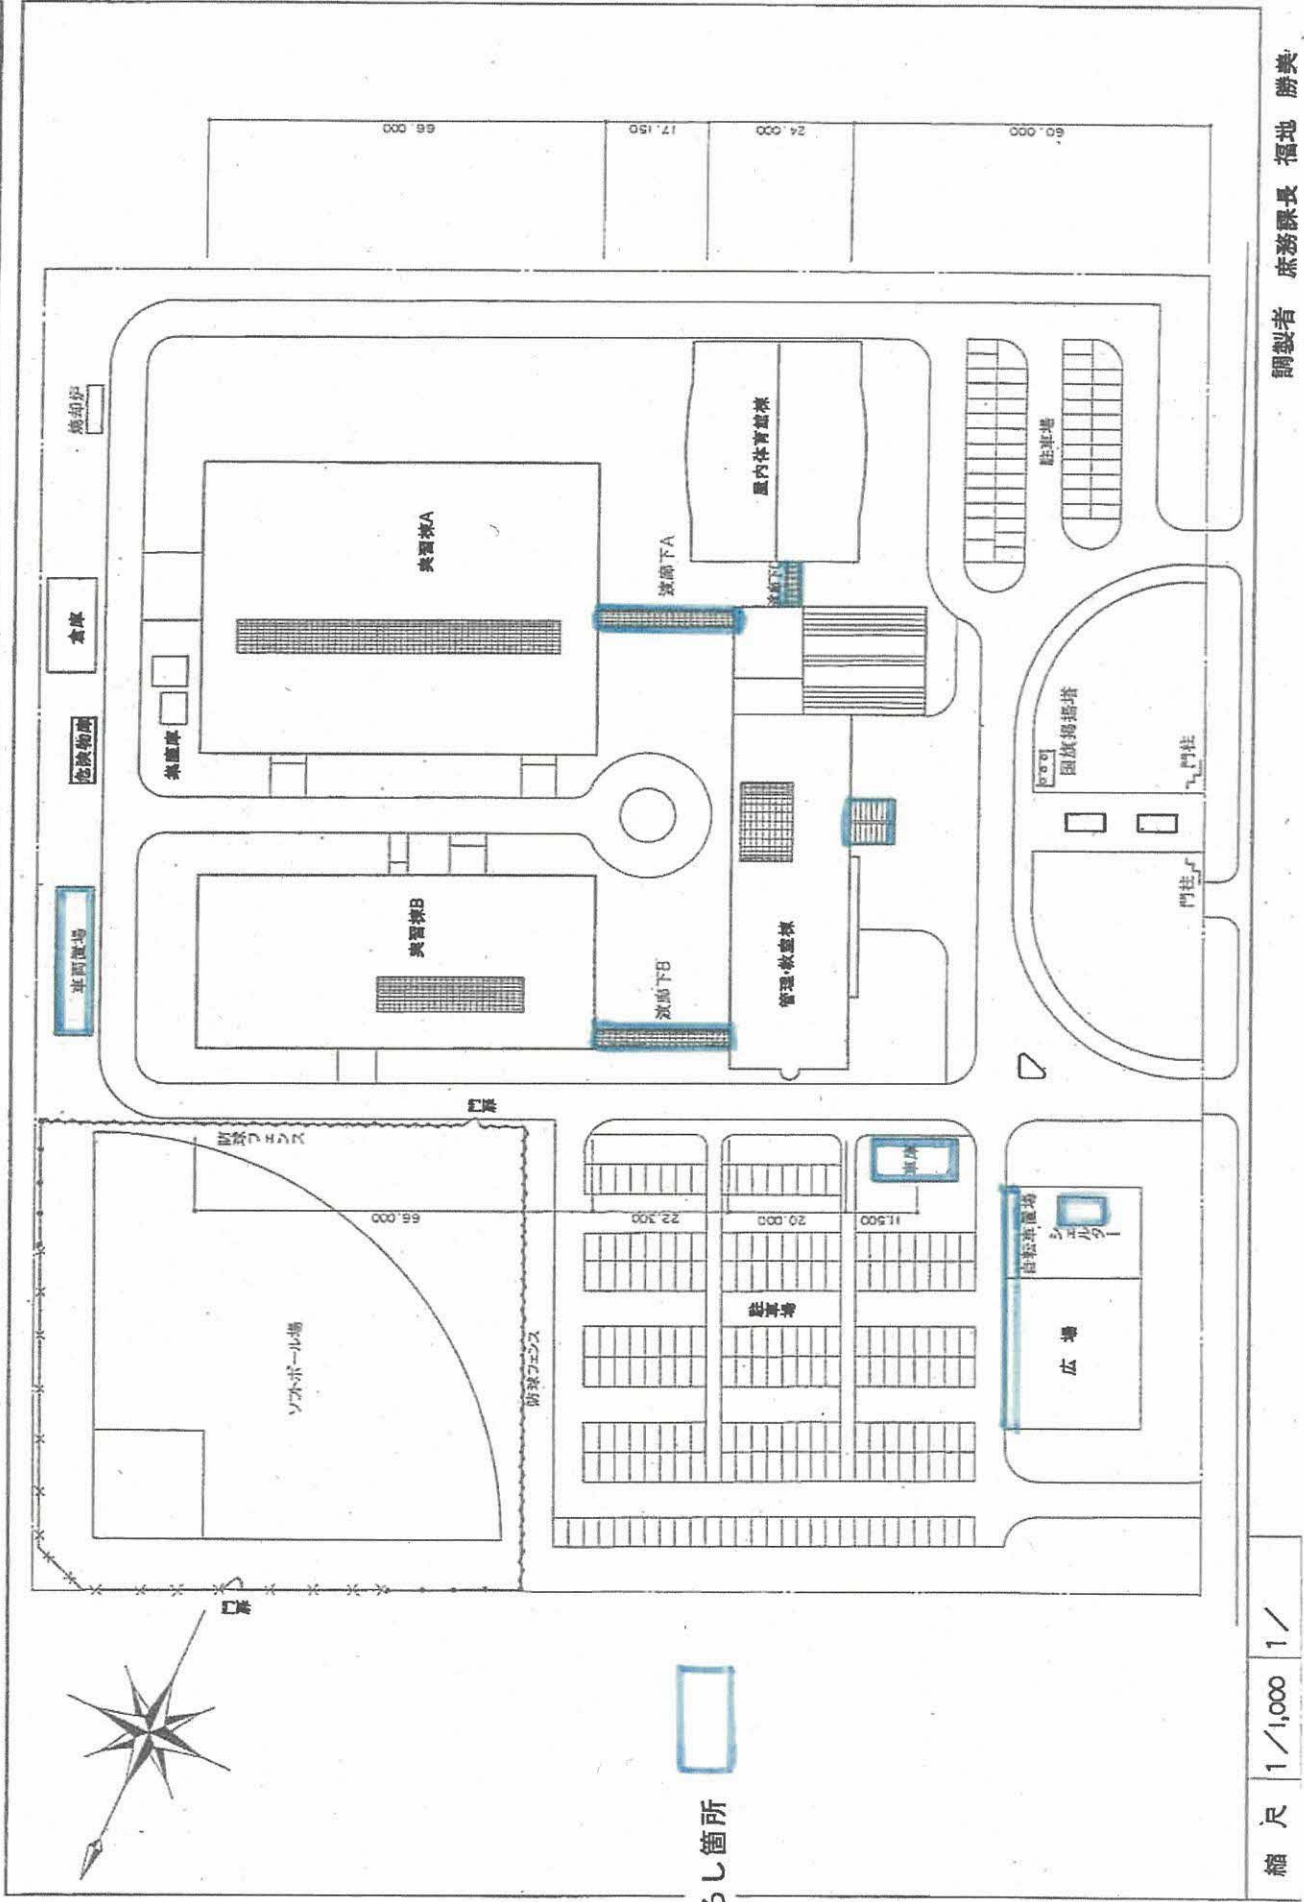 焼却炉
倉庫
危険物庫
車両置場
実習棟A
実習棟B
屋内体育館棟
渡廊下A
渡廊下B
管理・教室棟
駐車場
国旗掲揚塔
門柱
門柱
66.000
17.150
24.000
60.000
防球フェンス
門扉
ソフトボール場
防球フェンス
門扉
66.000
22.300
20.000
11.500
車庫
駐車場
自転車置場
シェルター
広場
し箇所
縮尺 1/1,000 1/
調製者 庶務課長 福地 勝美